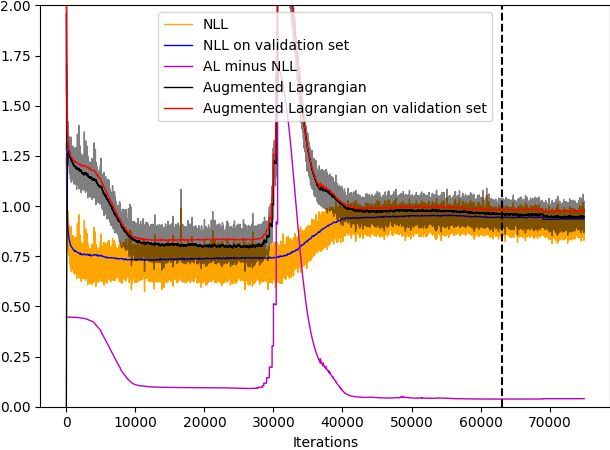 2.00
1.75
1.50
1.25
1.00
0.75
0.50
0.25
0.00
NLL
NLL on validation set
AL minus NLL
Augmented Lagrangian
Augmented Lagrangian on validation set
0 10000 20000 30000 40000 50000 60000 70000
Iterations